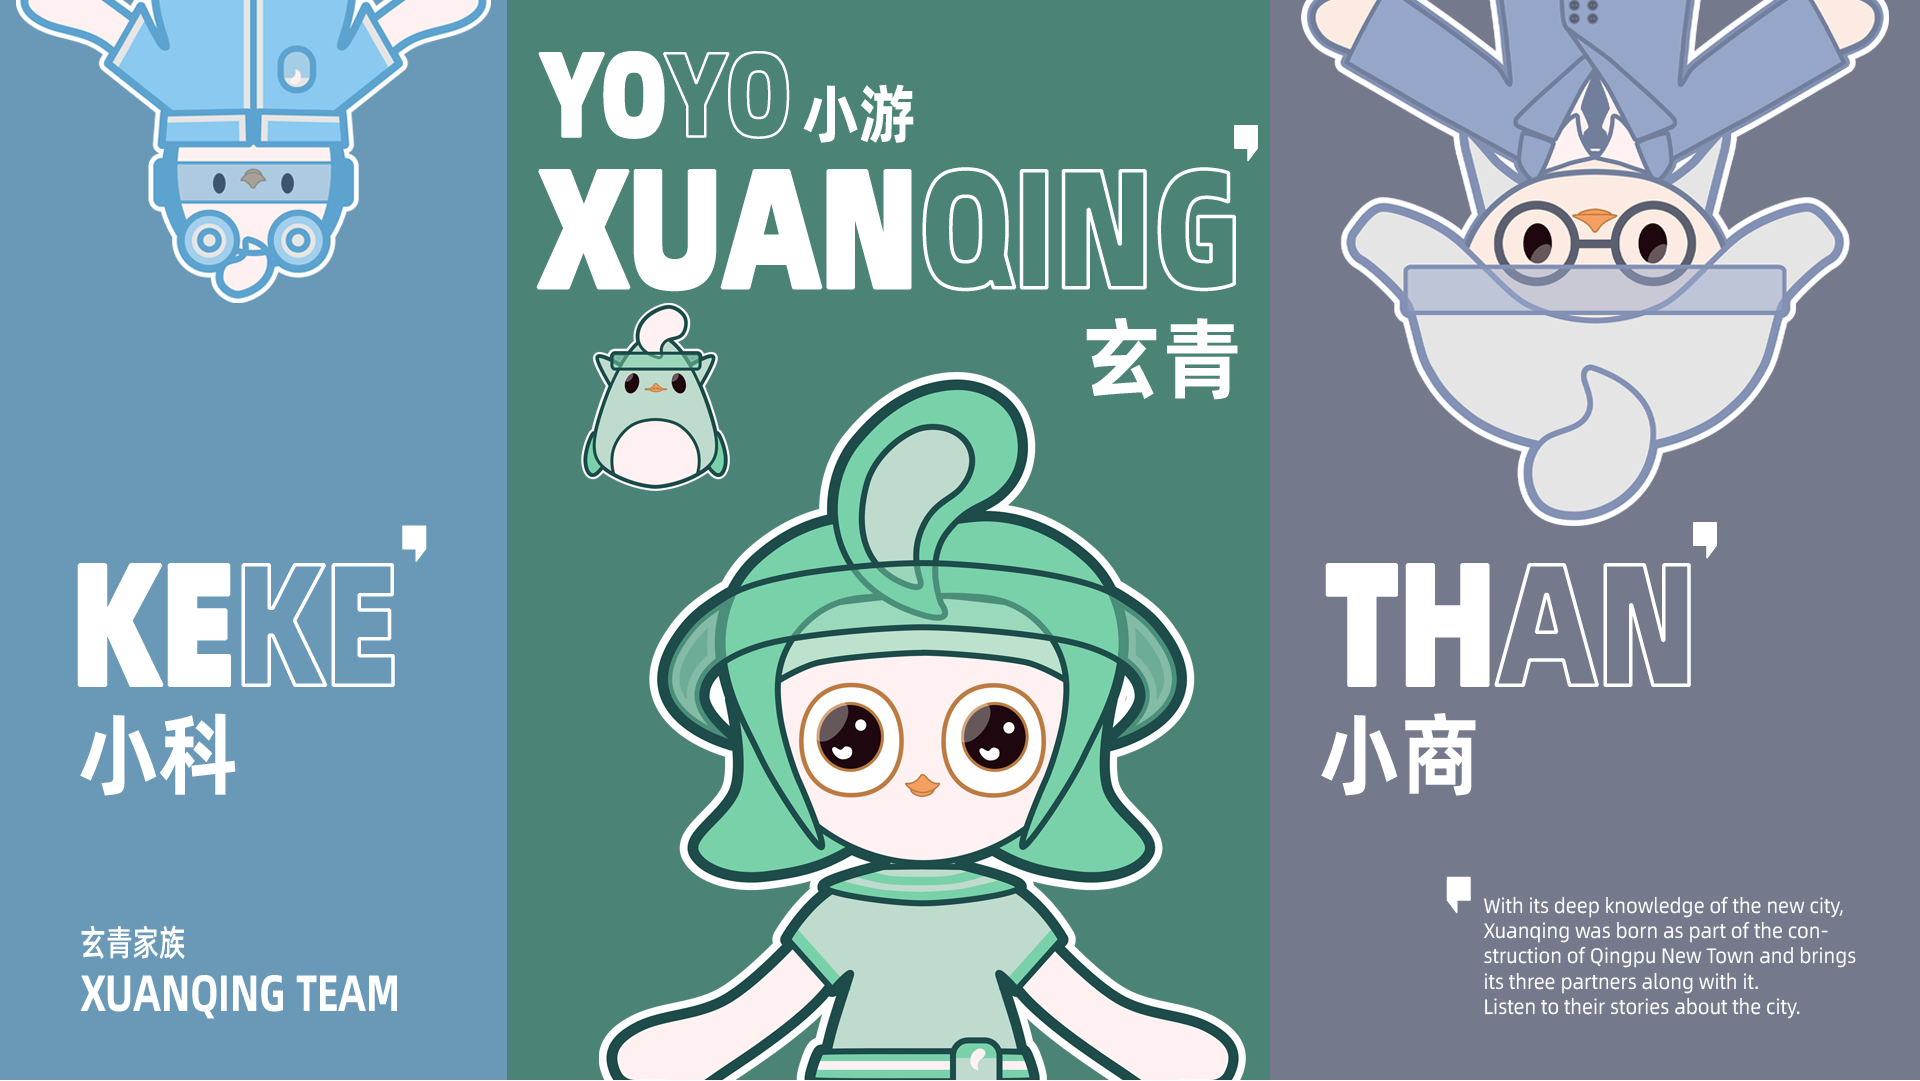 KEKE
小科
玄青家族
XUANQING TEAM
YOYO 小游
XUANQING
玄青
THAN
小商
With its deep knowledge of the new city,
Xuanqing was born as part of the con-
struction of Qingpu New Town and brings
its three partners along with it.
Listen to their stories about the city.